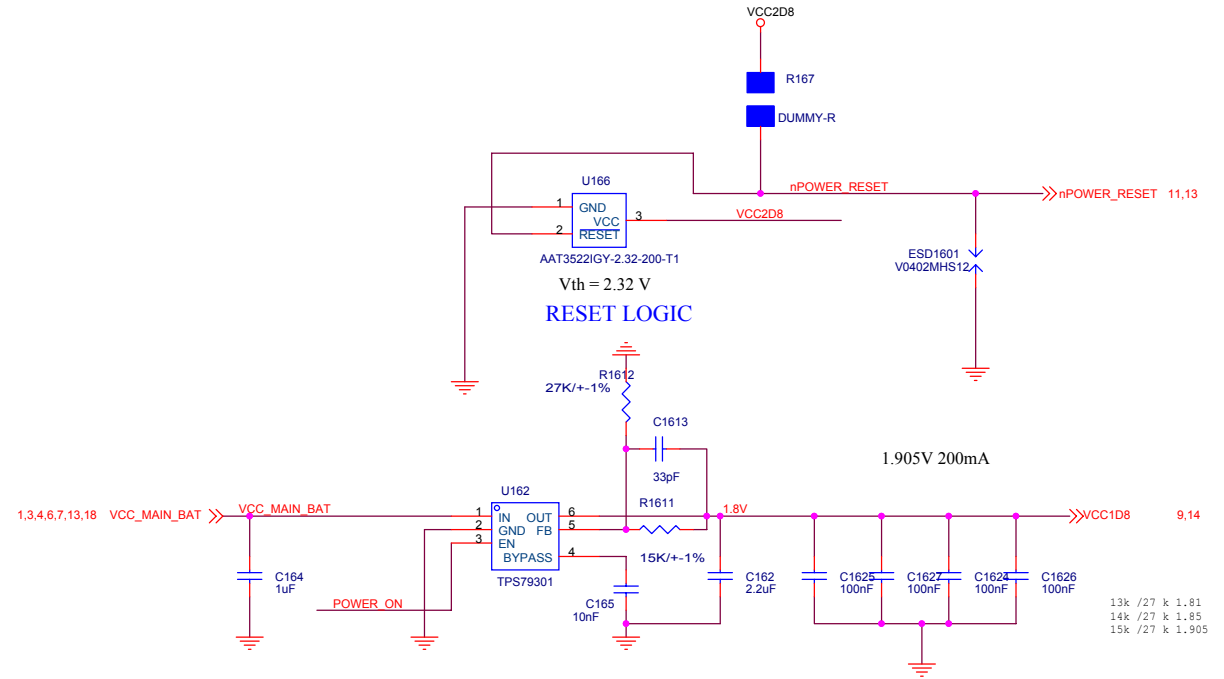 VCC2D8
R167
DUMMY-R
U166
nPOWER_RESET
nPOWER_RESET 11,13
1
GND
VCC
3
VCC2D8
2
RESET
AAT3522IGY-2.32-200-T1
ESD1601
V0402MHS12
Vth = 2.32 V
RESET LOGIC
R1612
27K/+-1%
C1613
33pF
1.905V 200mA
U162
R1611
1,3,4,6,7,13,18 VCC_MAIN_BAT
VCC_MAIN_BAT
1
IN
OUT
6
1.8V
VCC1D8
9,14
2
GND
FB
5
3
EN
BYPASS
4
15K/+-1%
TPS79301
C164
1uF
POWER_ON
C165
10nF
C162
2.2uF
C1625
100nF
C1627
100nF
C1624
100nF
C1626
100nF
13k /27 k 1.81
14k /27 k 1.85
15k /27 k 1.905